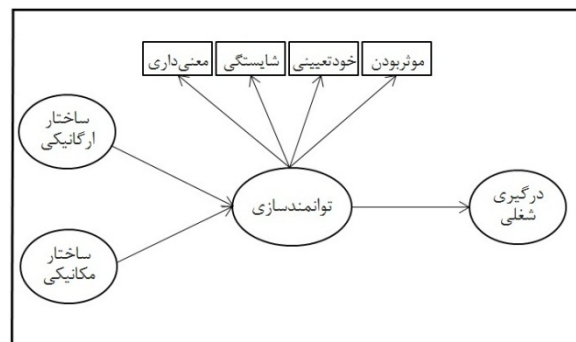 موثربودن
خودتعیینی
شایستگی
معنی‌داری
ساختار
ارگانیکی
توانمندسازی
درگیری
شغلی
ساختار
مکانیکی